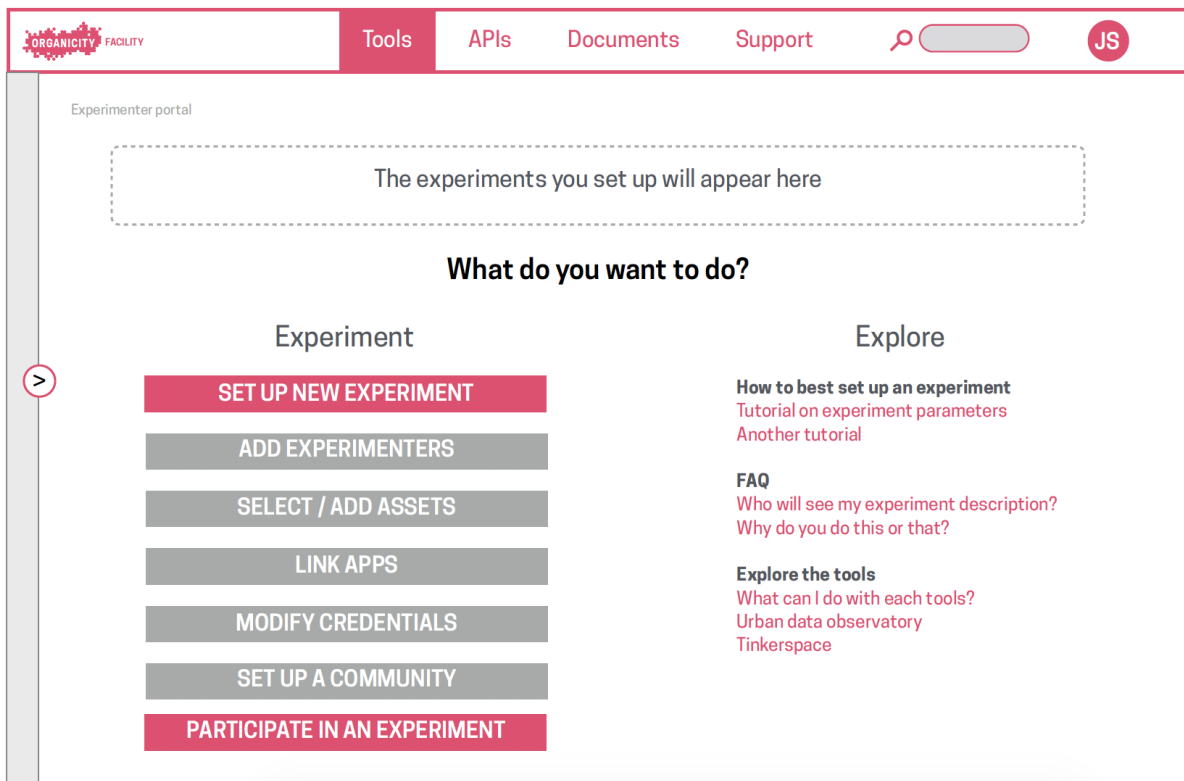 ORGANICITY FACILITY
Tools
APIs
Documents
Support
JS
Experimenter portal
The experiments you set up will appear here
What do you want to do?
Experiment
SET UP NEW EXPERIMENT
ADD EXPERIMENTERS
SELECT / ADD ASSETS
LINK APPS
MODIFY CREDENTIALS
SET UP A COMMUNITY
PARTICIPATE IN AN EXPERIMENT
>
Explore
How to best set up an experiment
Tutorial on experiment parameters
Another tutorial
FAQ
Who will see my experiment description?
Why do you do this or that?
Explore the tools
What can I do with each tools?
Urban data observatory
Tinkerspace